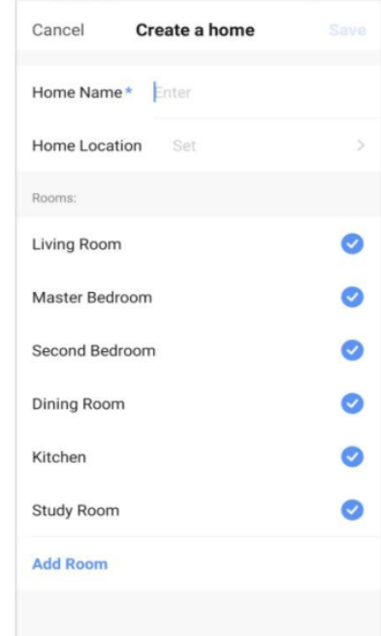 Cancel Create a home Save
Home Name * Enter
Home Location Set
Rooms:
Living Room
Master Bedroom
Second Bedroom
Dining Room
Kitchen
Study Room
Add Room